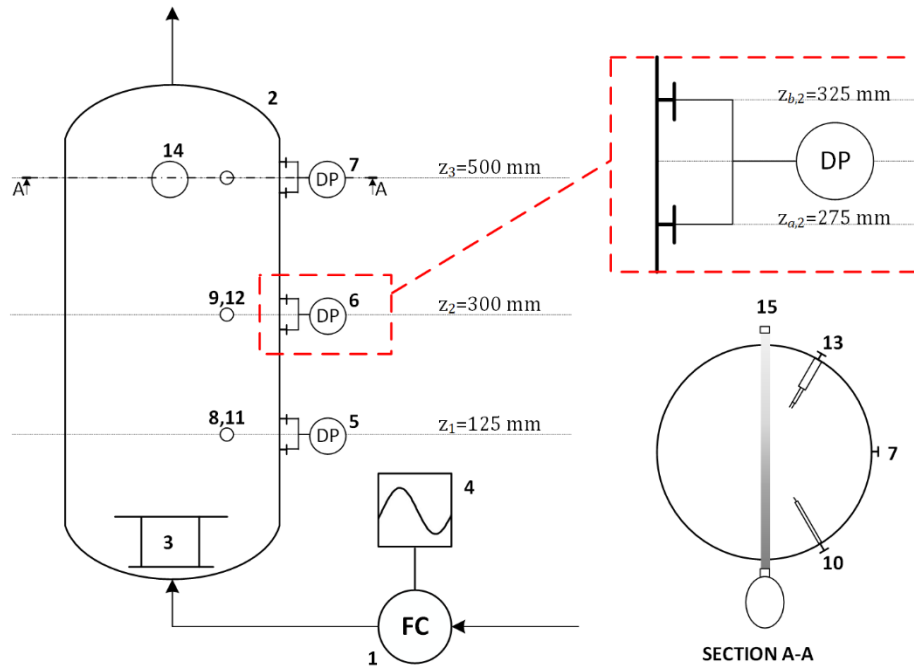 2
14
7
DP
A
A
z3=500 mm
9,12
6
DP
z2=300 mm
8,11
5
DP
z1=125 mm
3
4
FC
1
zb,2=325 mm
DP
za,2=275 mm
15
13
7
10
SECTION A-A